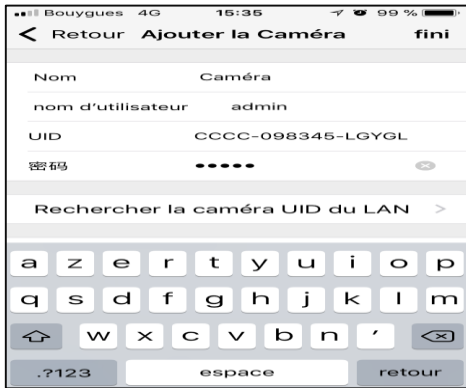 Bouygues 4G 15:35 99 %
Retour Ajouter la Caméra fini
Nom Caméra
nom d'utilisateur admin
UID CCCC-098345-LGYGL
密码 •••••
Rechercher la caméra UID du LAN >
a z e r t y u i o p
q s d f g h j k l m
w x c v b n ’
.?123 espace retour